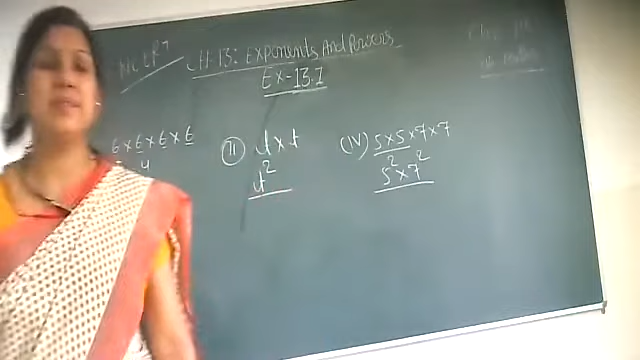 NCERT
CH-13: Exponents And Powers
Ex-13.1
6×6×6×6
4
(II) t×t
t²
(IV) 5×5×7×7
5²×7²